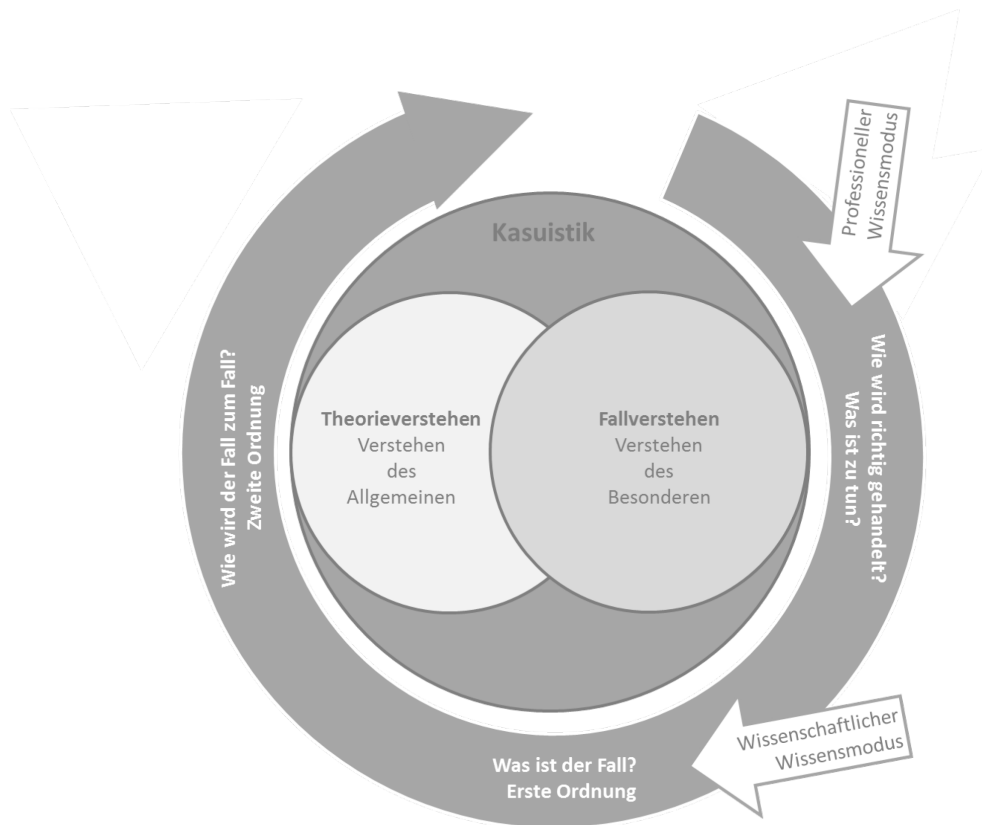 Professioneller
Wissensmodus
Kasuistik
Theorieverstehen
Verstehen
des
Allgemeinen
Fallverstehen
Verstehen
des
Besonderen
Wie wird richtig gehandelt?
Was ist zu tun?
Wissenschaftlicher
Wissensmodus
Was ist der Fall?
Erste Ordnung
Wie wird der Fall zum Fall?
Zweite Ordnung